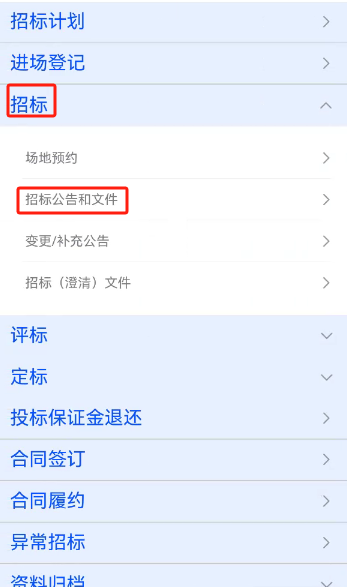 招标计划
进场登记
招标
场地预约
招标公告和文件
变更/补充公告
招标（澄清）文件
评标
定标
投标保证金退还
合同签订
合同履约
异常招标
资料归档